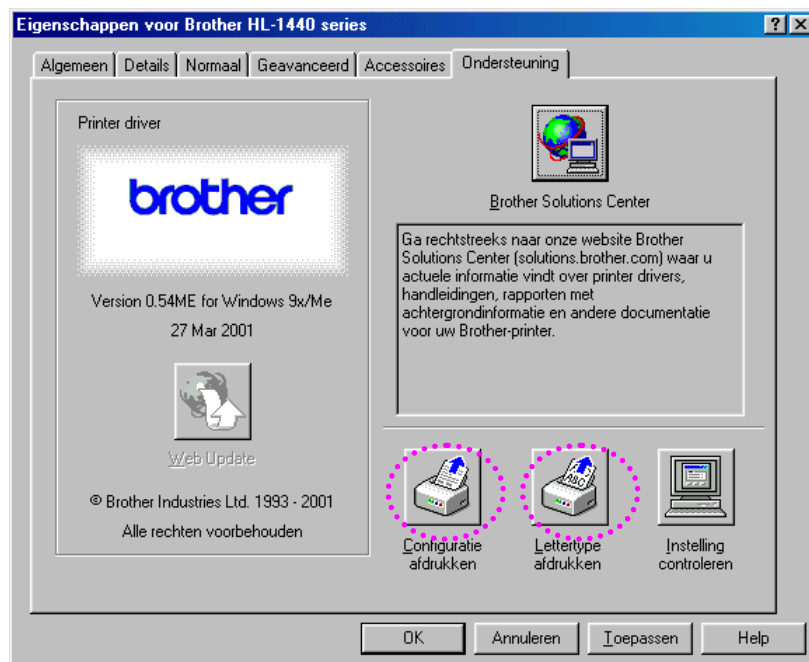 Eigenschappen voor Brother HL-1440 series
Algemeen Details Normaal Geavanceerd Accessoires Ondersteuning
Printer driver
brother
Version 0.54ME for Windows 9x/Me
27 Mar 2001
Web Update
© Brother Industries Ltd. 1993 - 2001
Alle rechten voorbehouden
Brother Solutions Center
Ga rechtstreeks naar onze website Brother
Solutions Center (solutions.brother.com) waar u
actuele informatie vindt over printer drivers,
handleidingen, rapporten met
achtergrondinformatie en andere documentatie
voor uw Brother-printer.
ABC
Configuratie
afdrukken
Lettertype
afdrukken
Instelling
controleren
OK Annuleren Toepassen Help